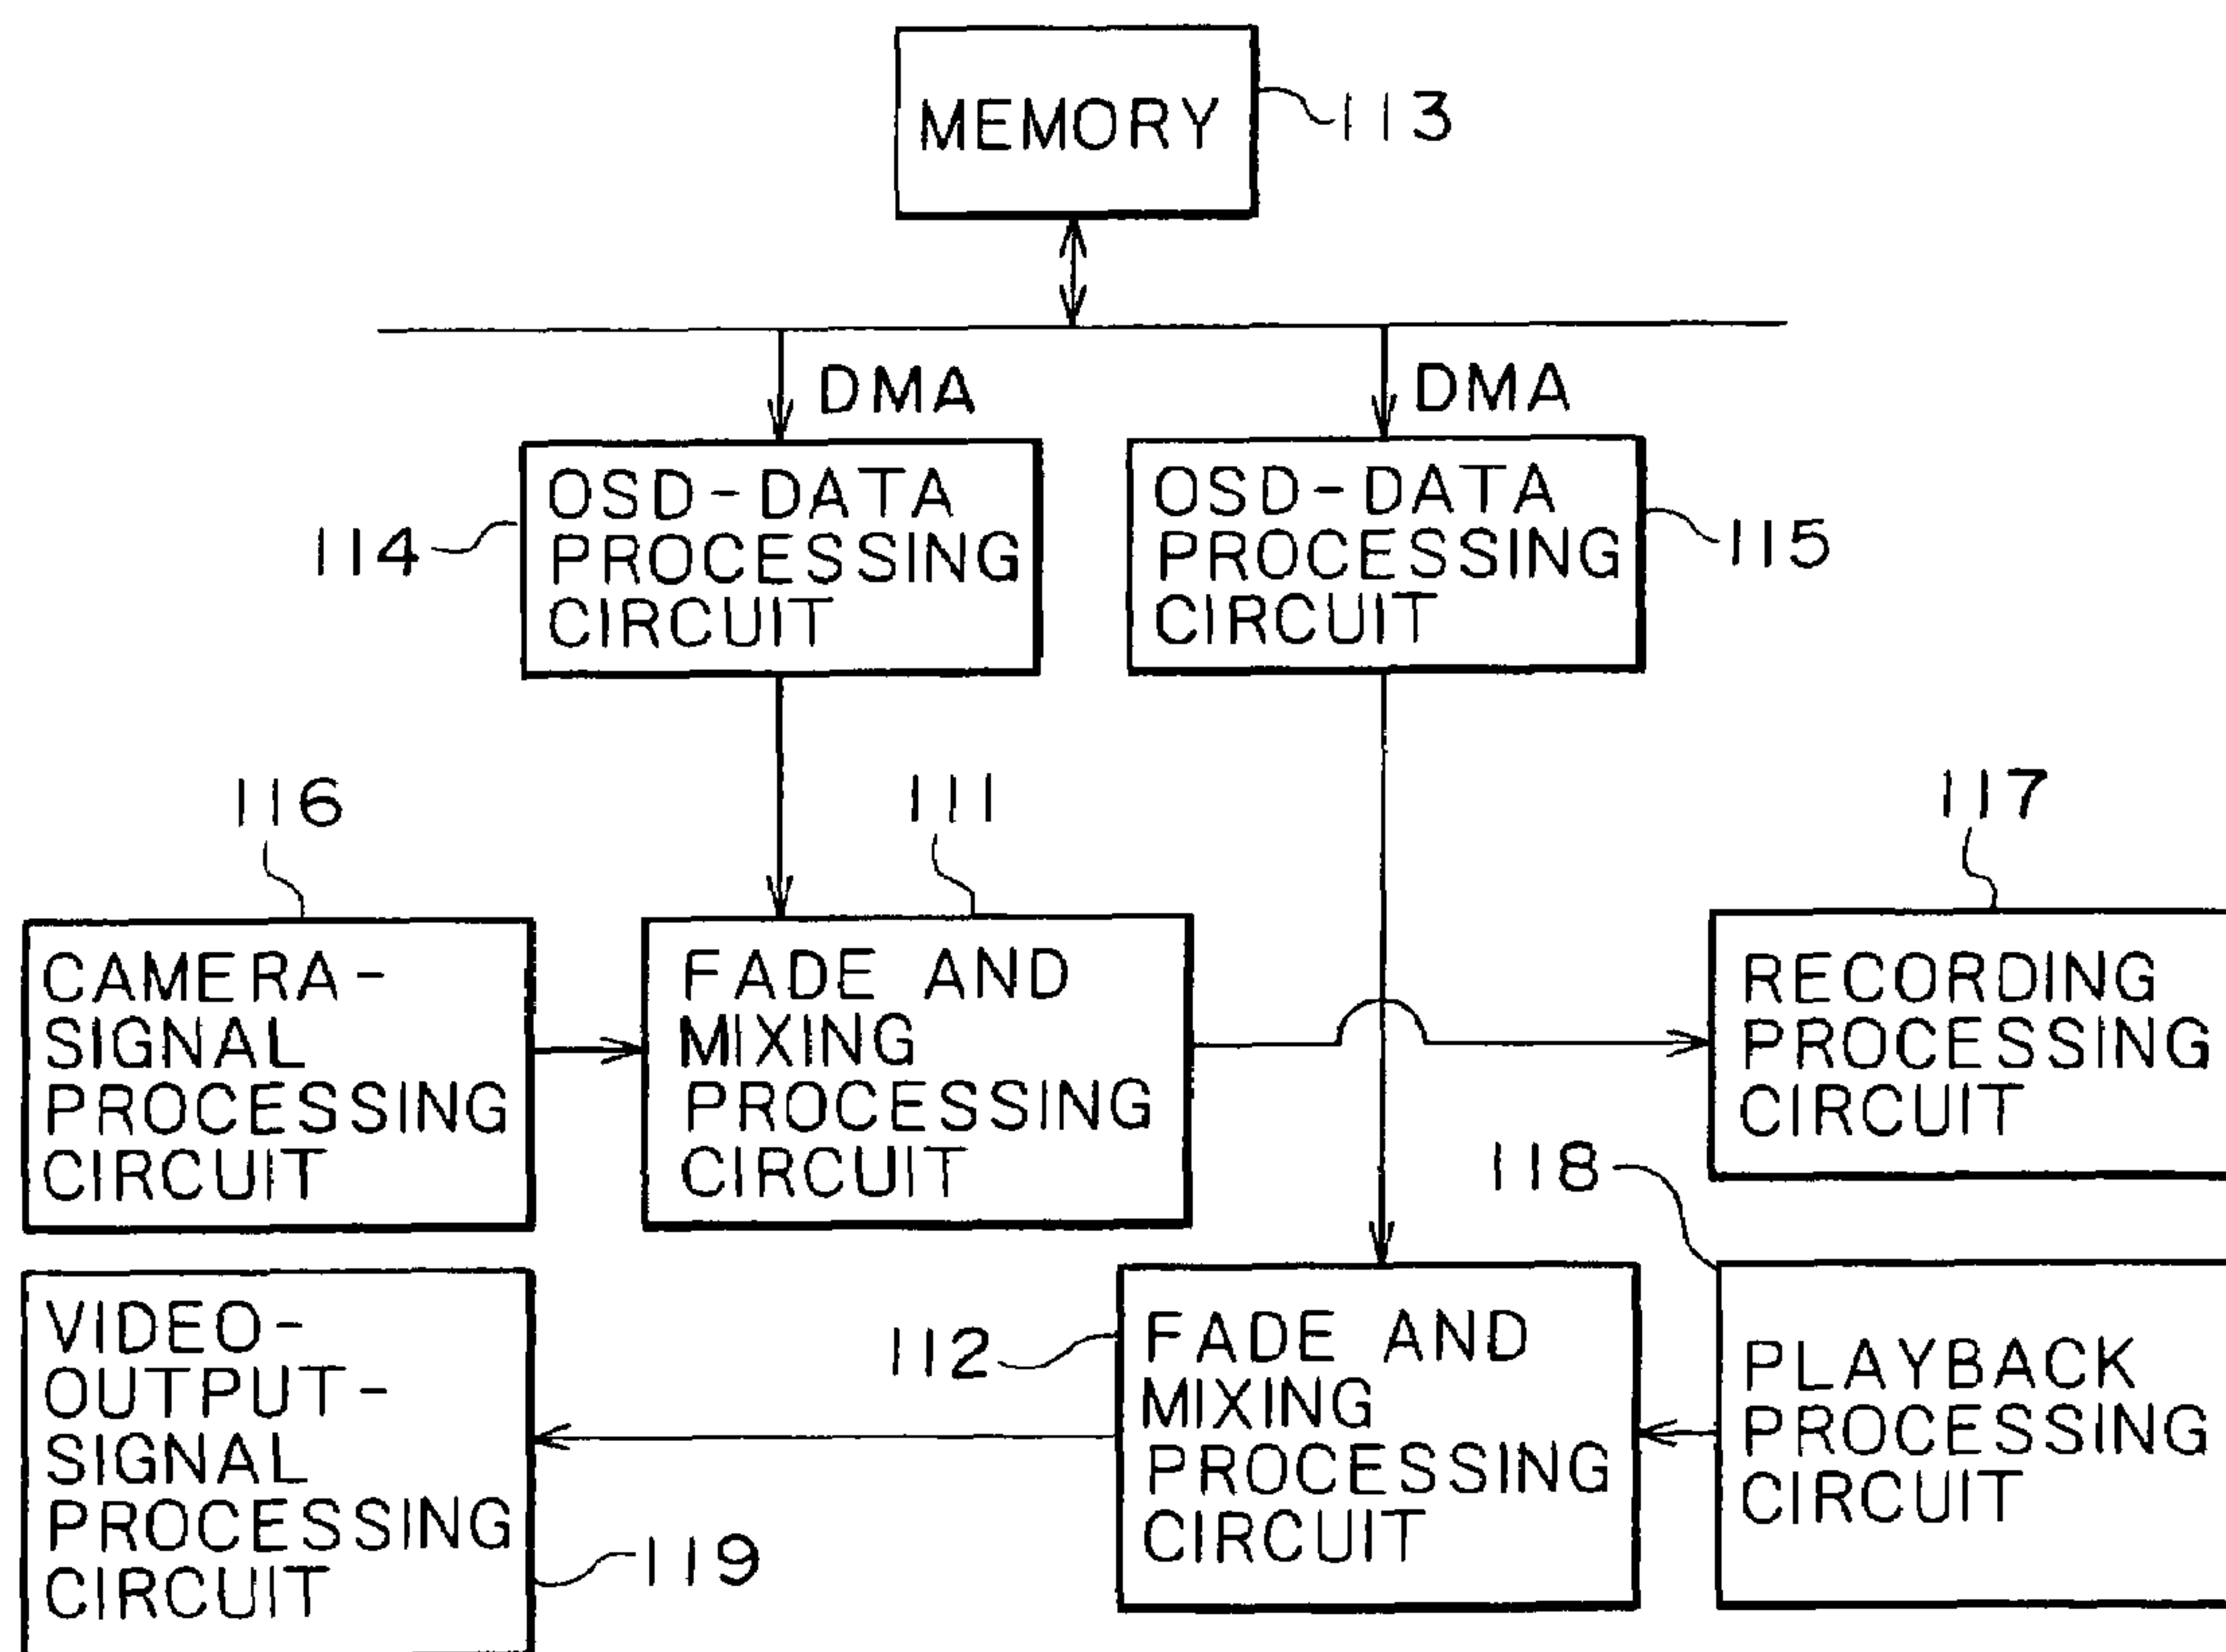 MEMORY
113
DMA
DMA
OSD-DATA
PROCESSING
CIRCUIT
114
OSD-DATA
PROCESSING
CIRCUIT
115
116
111
117
CAMERA-
SIGNAL
PROCESSING
CIRCUIT
FADE AND
MIXING
PROCESSING
CIRCUIT
RECORDING
PROCESSING
CIRCUIT
118
VIDEO-
OUTPUT-
SIGNAL
PROCESSING
CIRCUIT
119
112
FADE AND
MIXING
PROCESSING
CIRCUIT
PLAYBACK
PROCESSING
CIRCUIT